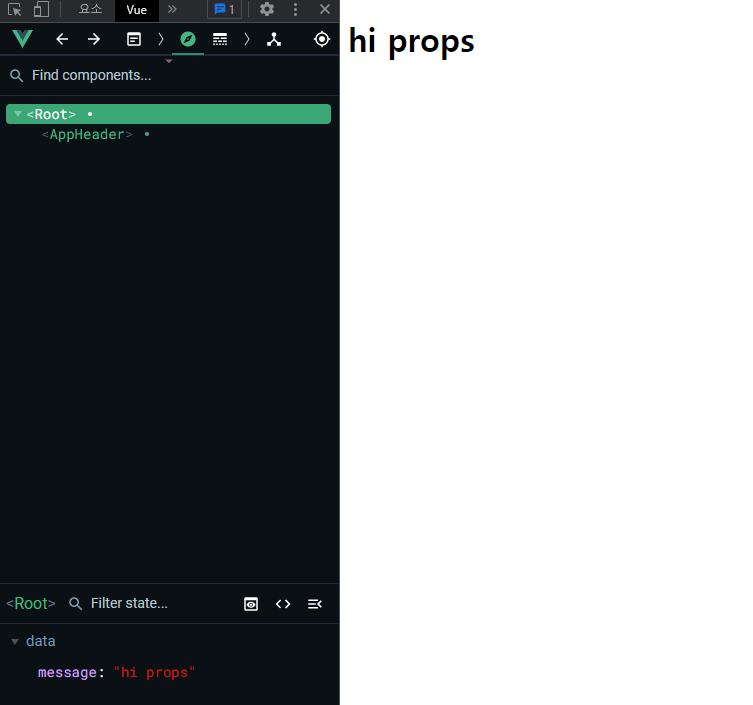 요소 Vue 1
Find components...
<Root>
<AppHeader>
<Root> Filter state...
data
message: "hi props"
hi props